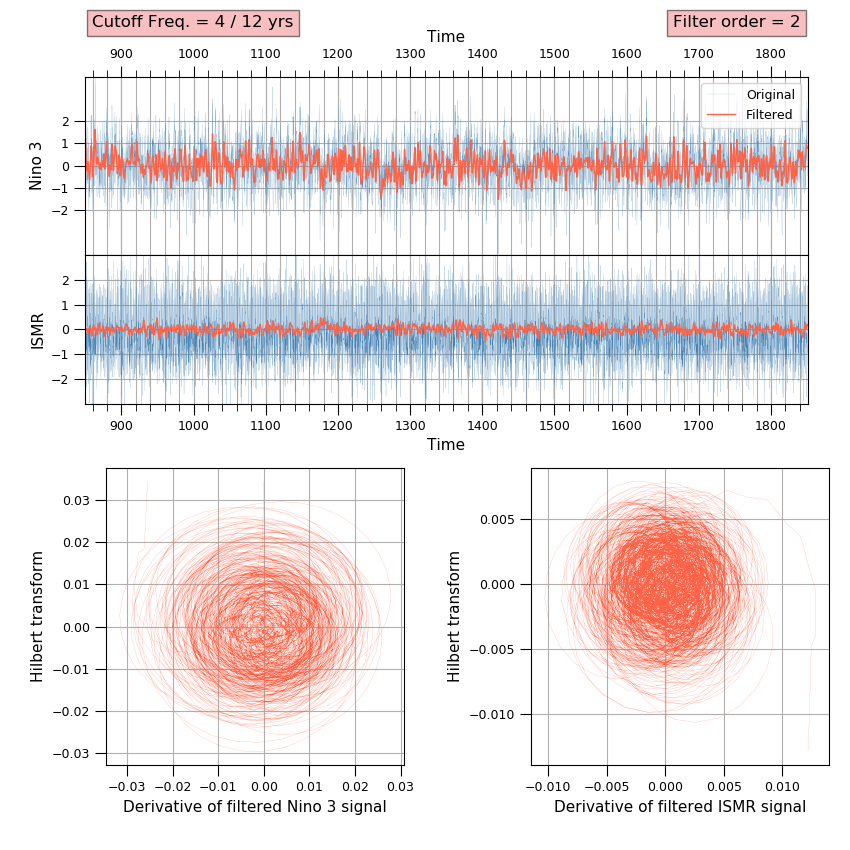 Cutoff Freq. = 4 / 12 yrs
Filter order = 2
Time
900 1000 1100 1200 1300 1400 1500 1600 1700 1800
Original
Filtered
Nino 3
2
1
0
−1
−2
ISMR
2
1
0
−1
−2
900 1000 1100 1200 1300 1400 1500 1600 1700 1800
Time
Hilbert transform
0.03
0.02
0.01
0.00
−0.01
−0.02
−0.03
−0.03 −0.02 −0.01 0.00 0.01 0.02 0.03
Derivative of filtered Nino 3 signal
Hilbert transform
0.005
0.000
−0.005
−0.010
−0.010 −0.005 0.000 0.005 0.010
Derivative of filtered ISMR signal